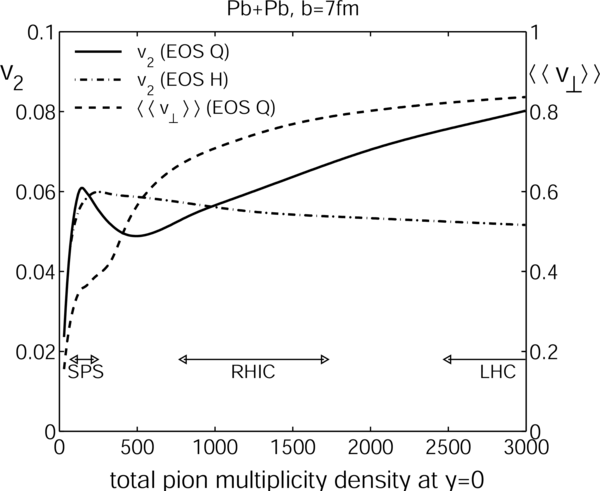 Pb+Pb, b=7fm
v₂ (EOS Q)
v₂ (EOS H)
⟨⟨v⊥⟩⟩ (EOS Q)
v₂
⟨⟨v⊥⟩⟩
0.1
0.08
0.06
0.04
0.02
0
1
0.8
0.6
0.4
0.2
0
SPS
RHIC
LHC
0 500 1000 1500 2000 2500 3000
total pion multiplicity density at y=0